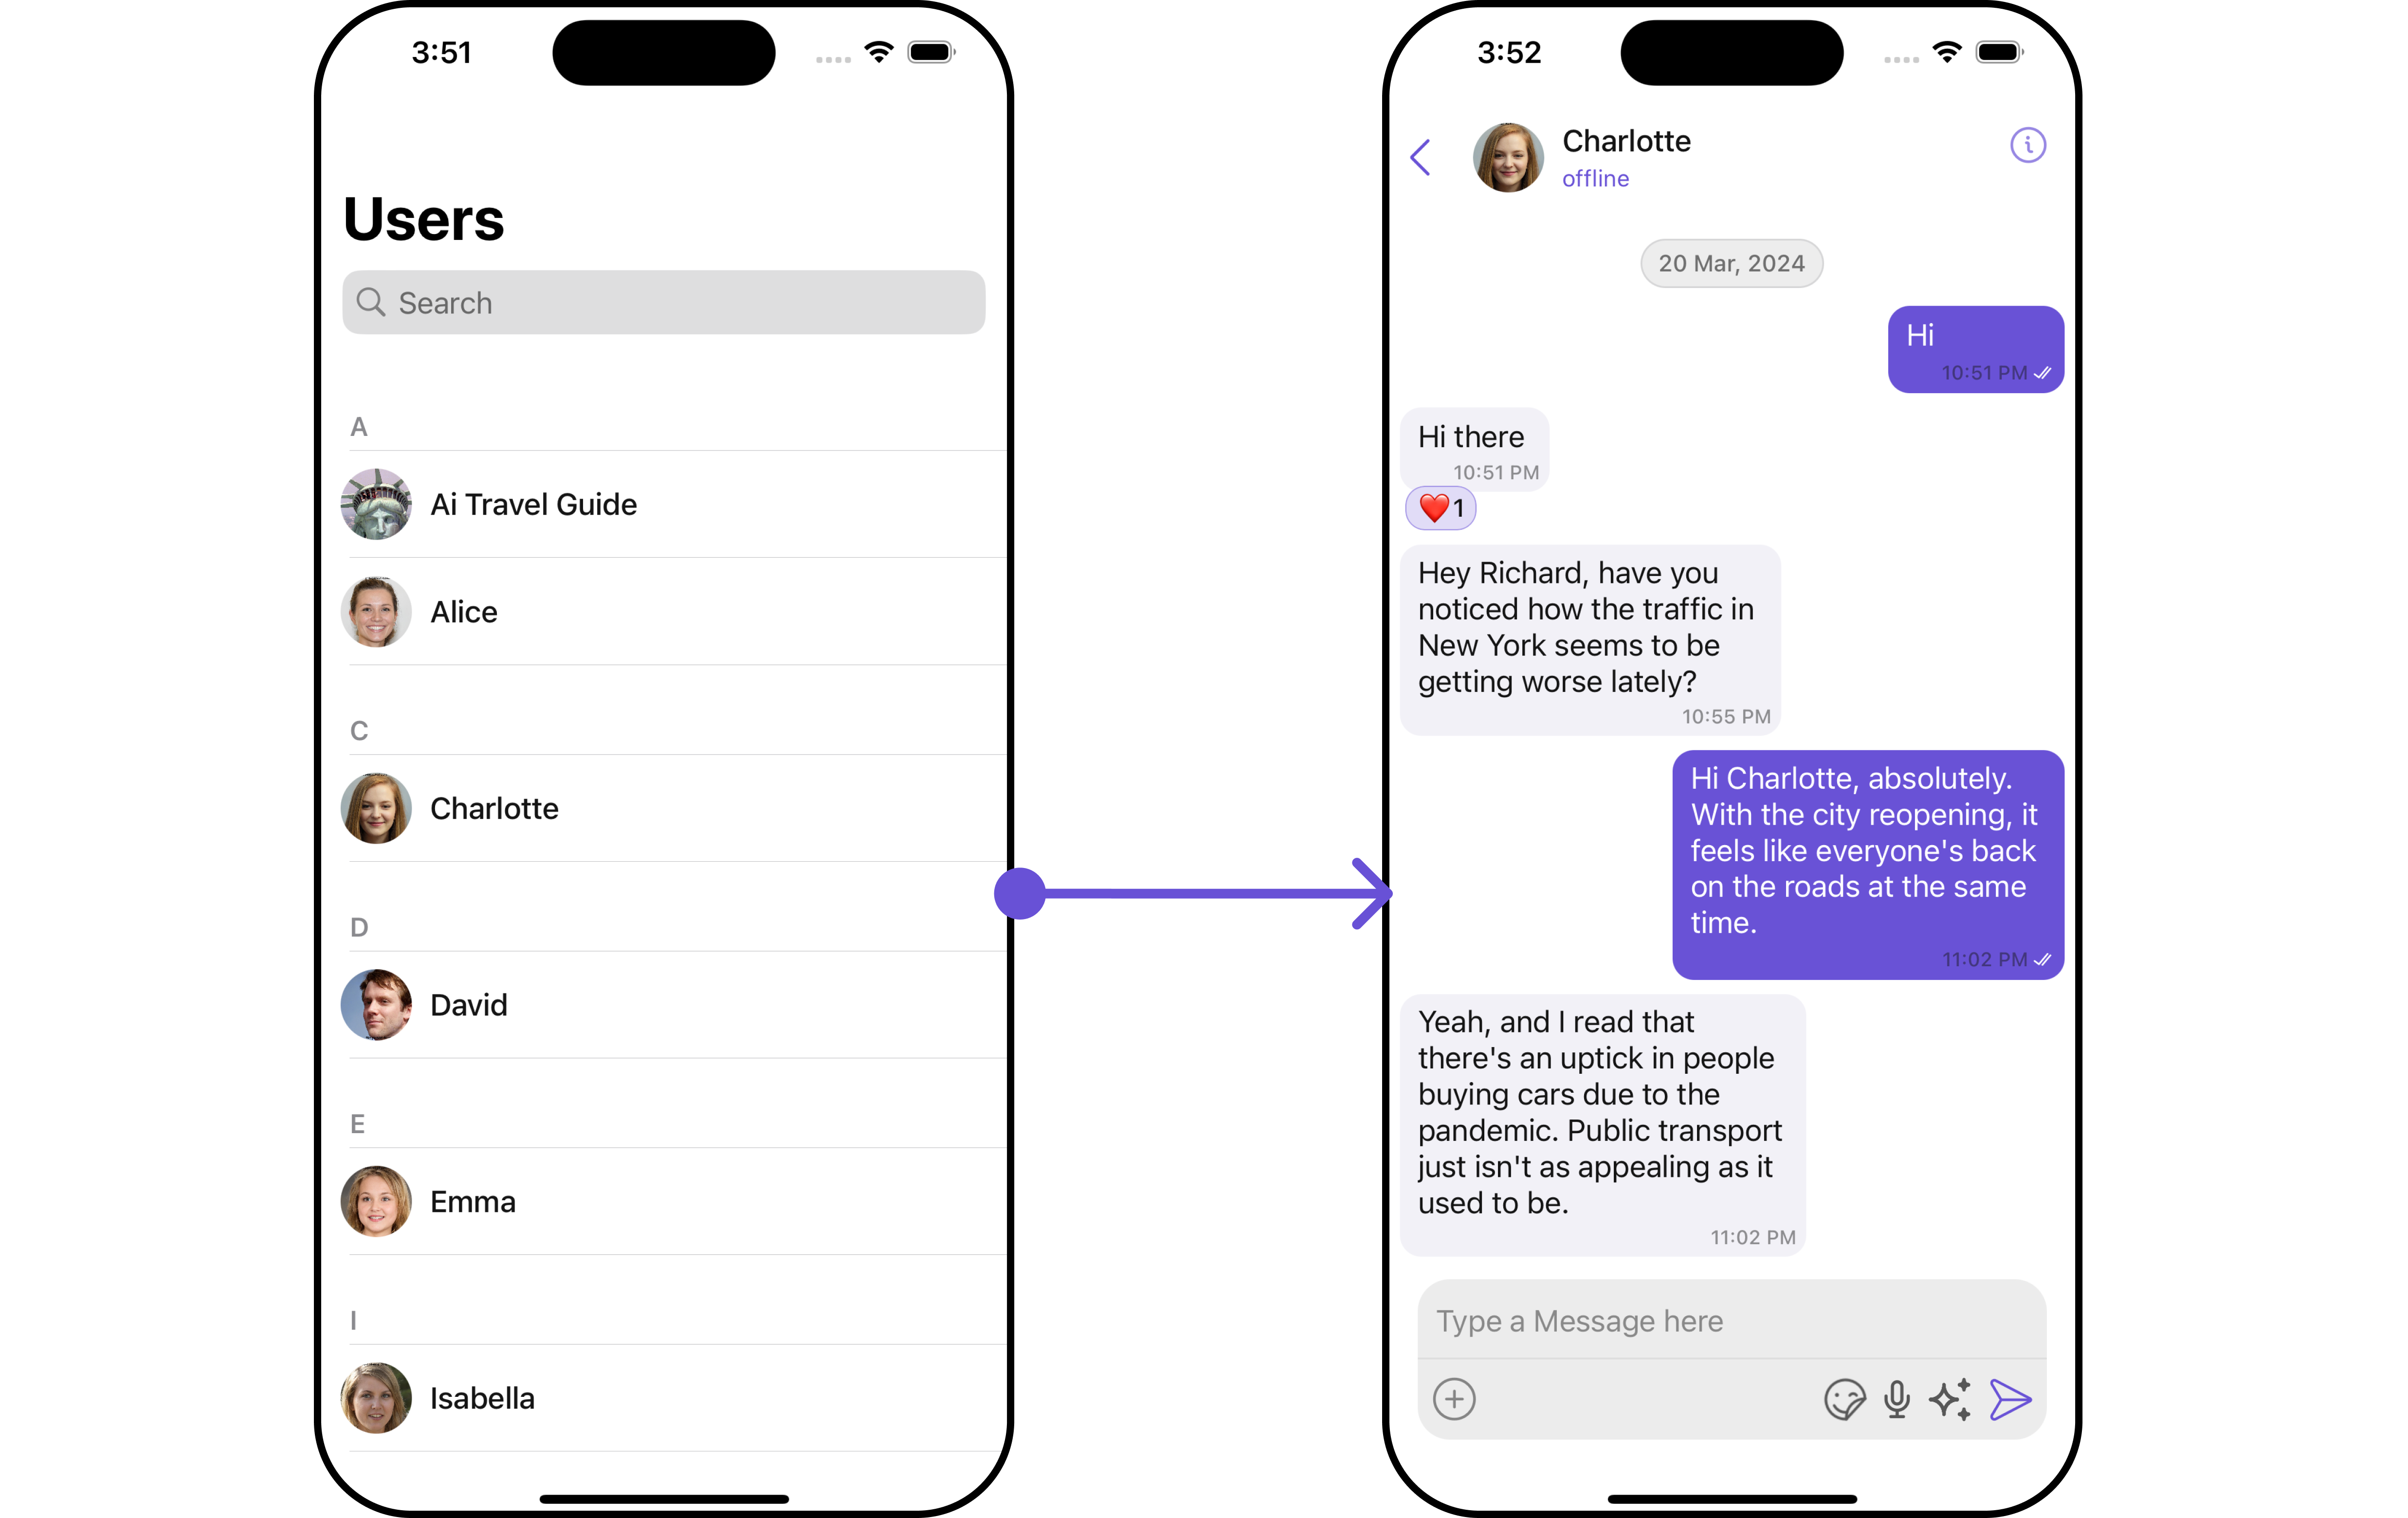 3:51
Users
Search
A
Ai Travel Guide
Alice
C
Charlotte
D
David
E
Emma
I
Isabella
3:52
Charlotte
offline
20 Mar, 2024
Hi
10:51 PM
Hi there
10:51 PM
1
Hey Richard, have you
noticed how the traffic in
New York seems to be
getting worse lately?
10:55 PM
Hi Charlotte, absolutely.
With the city reopening, it
feels like everyone's back
on the roads at the same
time.
11:02 PM
Yeah, and I read that
there's an uptick in people
buying cars due to the
pandemic. Public transport
just isn't as appealing as it
used to be.
11:02 PM
Type a Message here